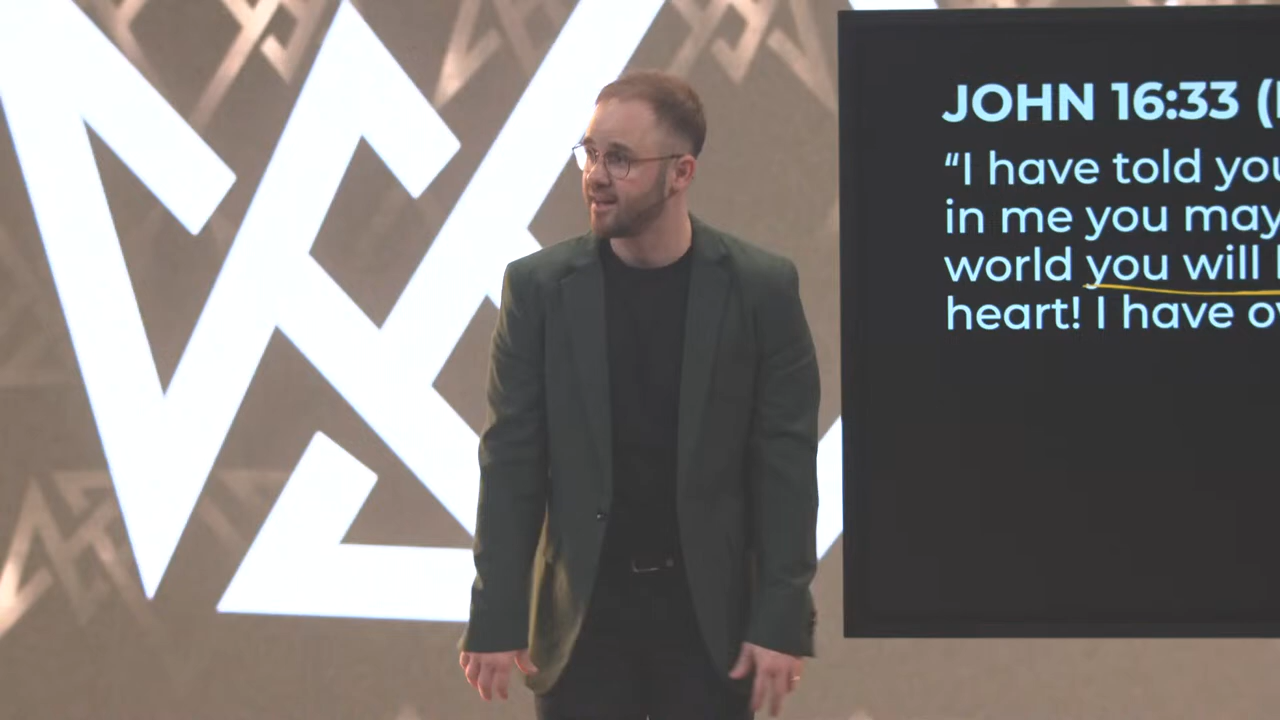 JOHN 16:33 (
“I have told you
in me you may
world you will
heart! I have